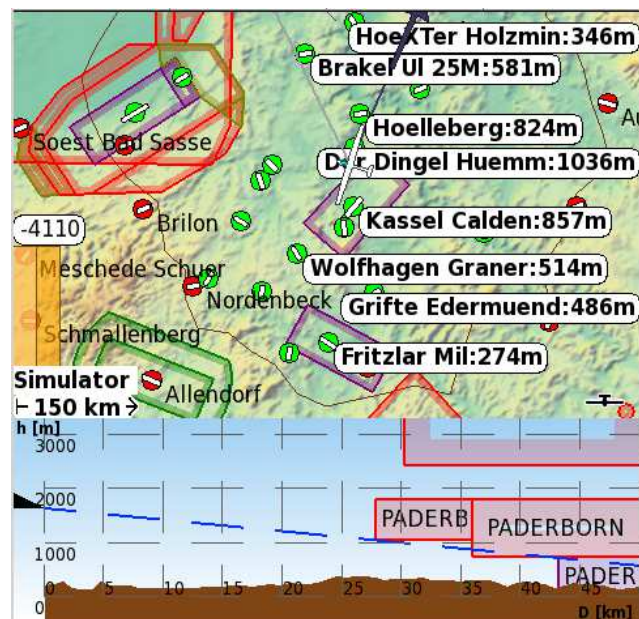 HoeXTer Holzmin:346m
Brakel Ul 25M:581m
Hoelleberg:824m
Soest Bad Sasse
Der Dingel Huemm:1036m
Brilon
Kassel Calden:857m
-4110
Meschede Schuer
Wolfhagen Graner:514m
Nordenbeck
Grifte Edermuend:486m
Schmallenberg
Fritzlar Mil:274m
Simulator
Allendorf
150 km
h [m]
3000
2000
PADERB
PADERBORN
1000
PADER
0 5 10 15 20 25 30 35 40 45
0
D [km]